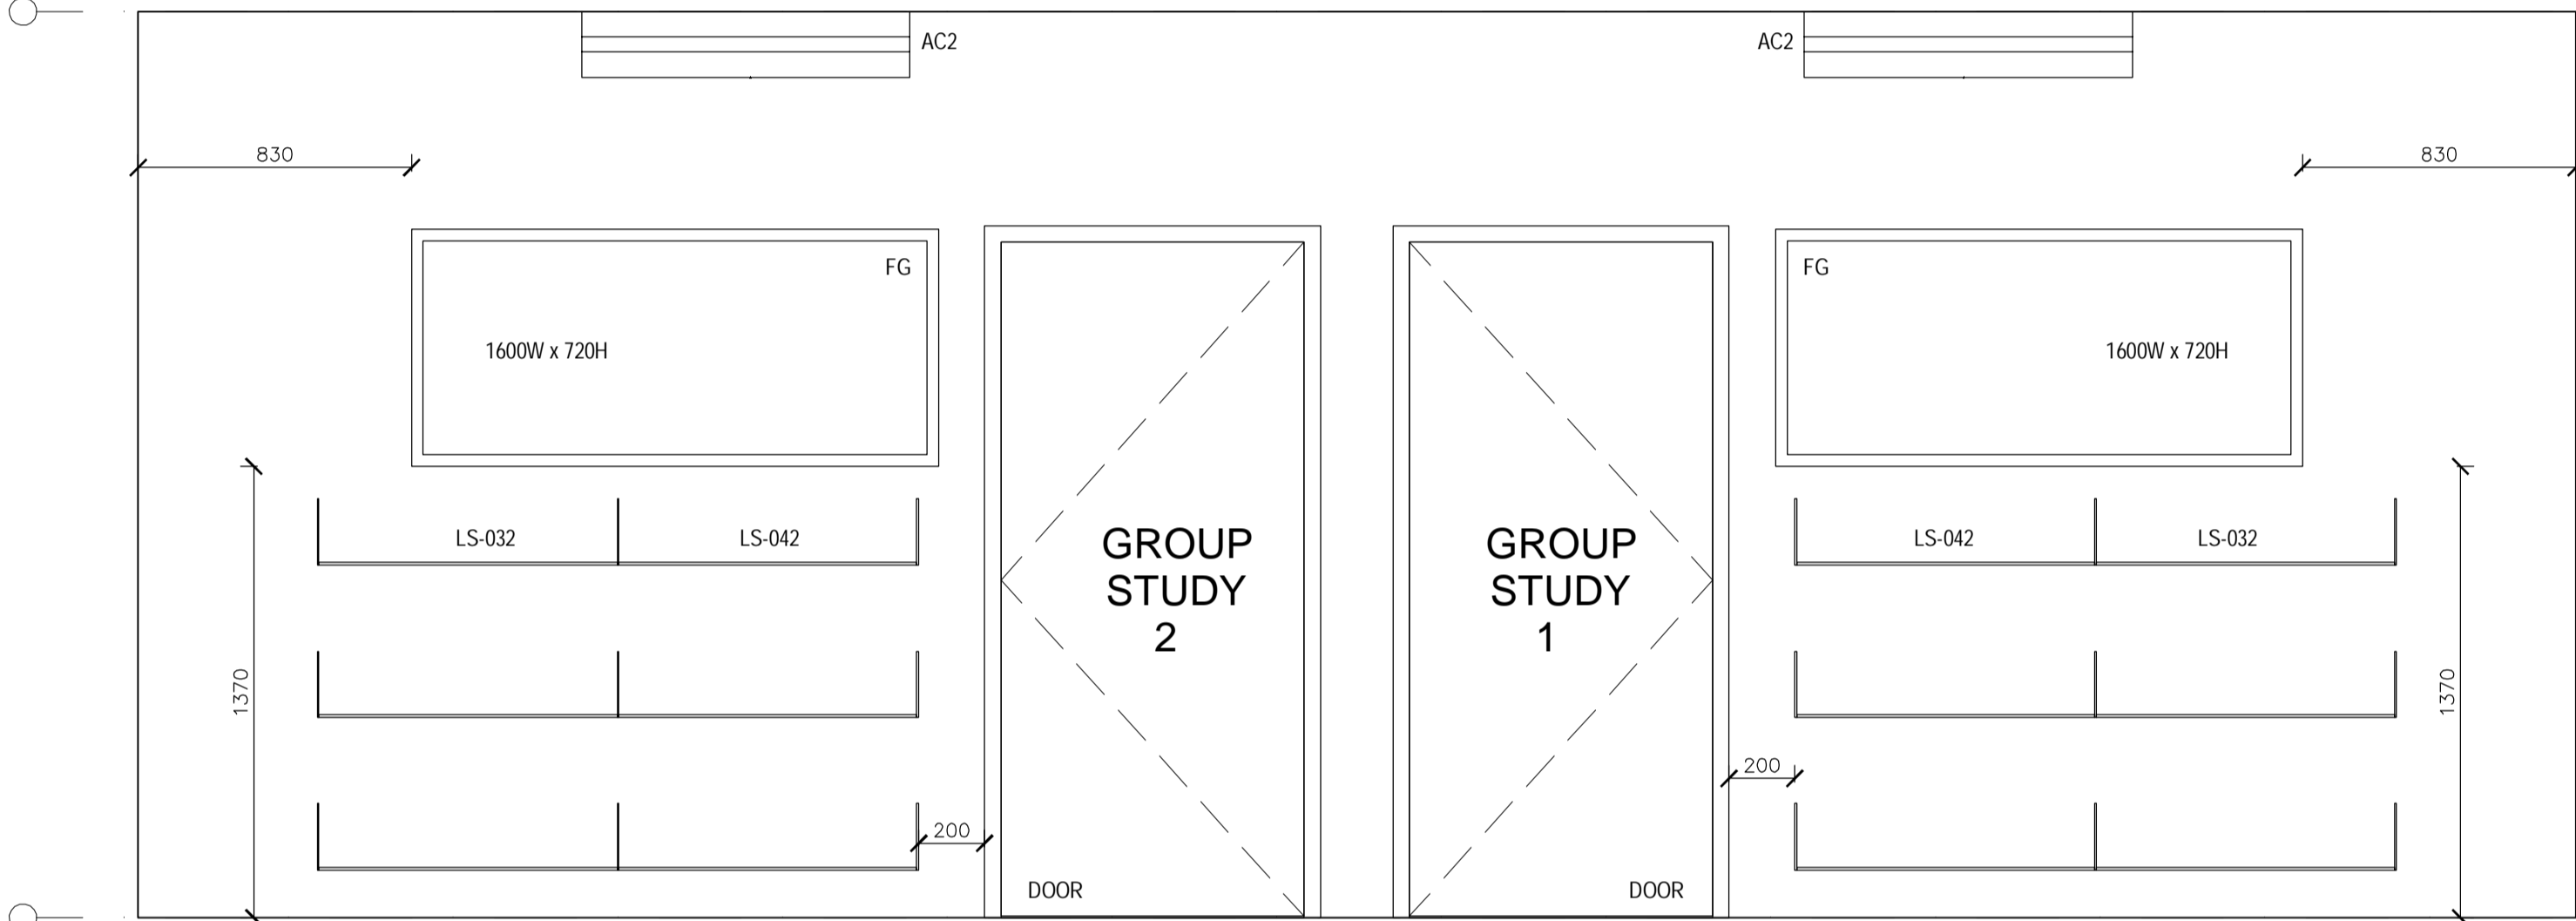 AC2
AC2
830
830
FG
FG
1600W x 720H
1600W x 720H
LS-032
LS-042
GROUP
STUDY
2
GROUP
STUDY
1
LS-042
LS-032
1370
1370
200
200
DOOR
DOOR